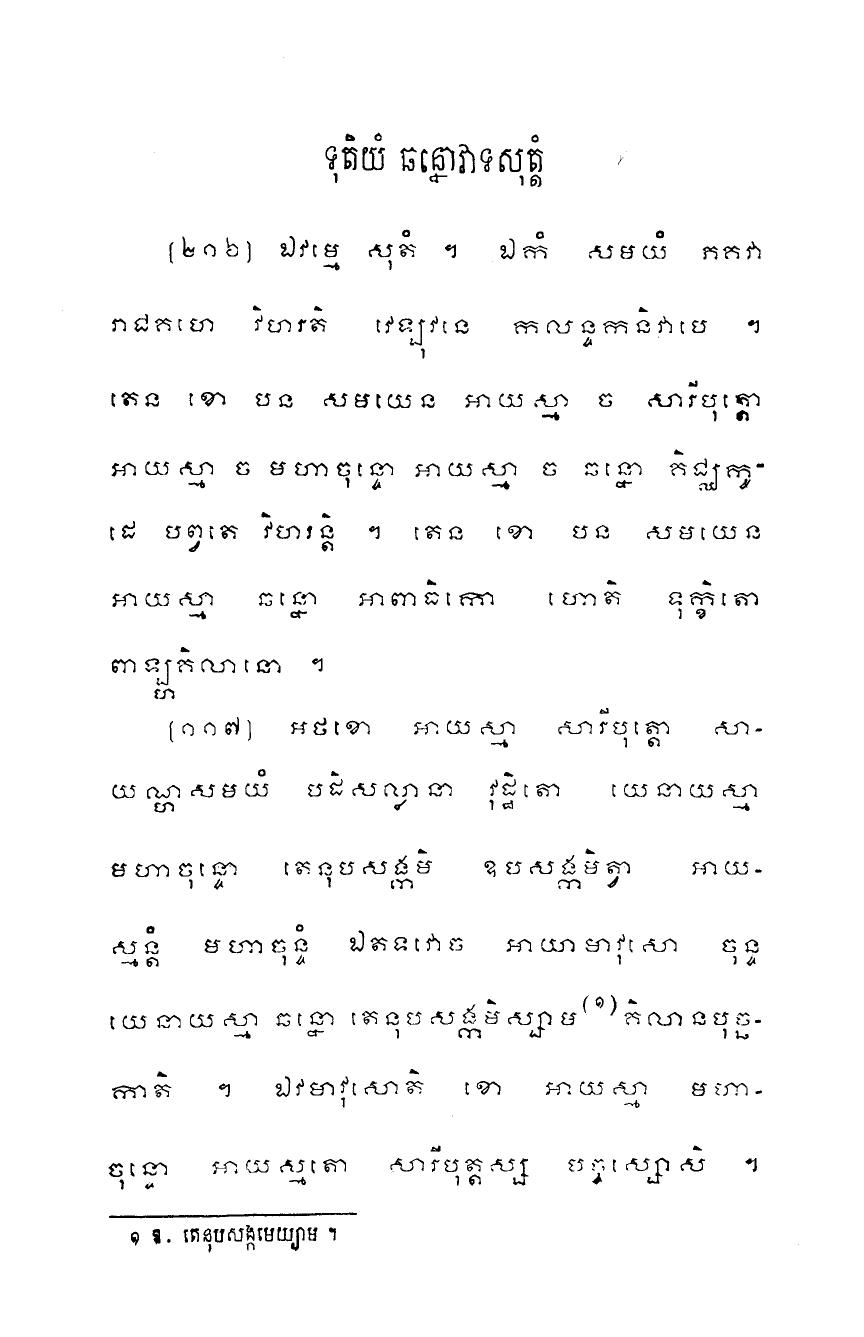 ទុតិយំ ឆន្នោវាទសុត្តំ
(២១៦) ឯវម្មេ សុតំ ។ ឯកំ សមយំ ភគវា
រាជគហេ វិហរតិ វេឡុវនេ កលន្ទកនិវាបេ ។
តេន ខោ បន សមយេន អាយស្មា ច សារីបុត្តោ
អាយស្មា ច មហាចុន្ទោ អាយស្មា ច ឆន្នោ គិជ្ឈកូ-
ដេ បព្វតេ វិហរន្តិ ។ តេន ខោ បន សមយេន
អាយស្មា ឆន្នោ អាពាធិកោ ហោតិ ទុក្ខិតោ
ពាឡ្ហគិលានោ ។
(១១៧) អថខោ អាយស្មា សារីបុត្តោ សា-
យណ្ហសមយំ បដិសល្លានា វុដ្ឋិតោ យេនាយស្មា
មហាចុន្ទោ តេនុបសង្កមិ ឧបសង្កមិត្វា អាយ-
ស្មន្តំ មហាចុន្ទំ ឯតទវោច អាយាមាវុសោ ចុន្ទ
យេនាយស្មា ឆន្នោ តេនុបសង្កមិស្សាម(១)គិលានបុច្ឆ-
កាតិ ។ ឯវមាវុសោតិ ខោ អាយស្មា មហា-
ចុន្ទោ អាយស្មតោ សារីបុត្តស្ស បច្ចស្សោសិ ។
១ ឱ. តេនុបសង្កមេយ្យាម ។